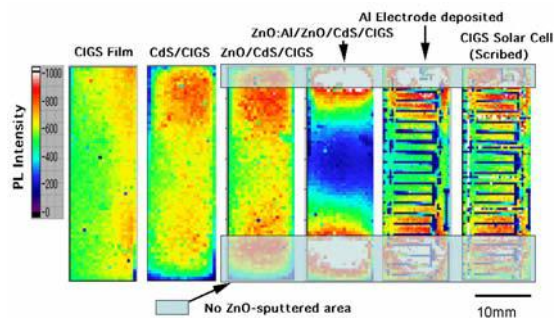 ZnO:Al/ZnO/CdS/CIGS
Al Electrode deposited
CIGS Film
CdS/CIGS
ZnO/CdS/CIGS
CIGS Solar Cell
(Scribed)
PL Intensity
1000
800
600
400
200
0
No ZnO-sputtered area
10mm